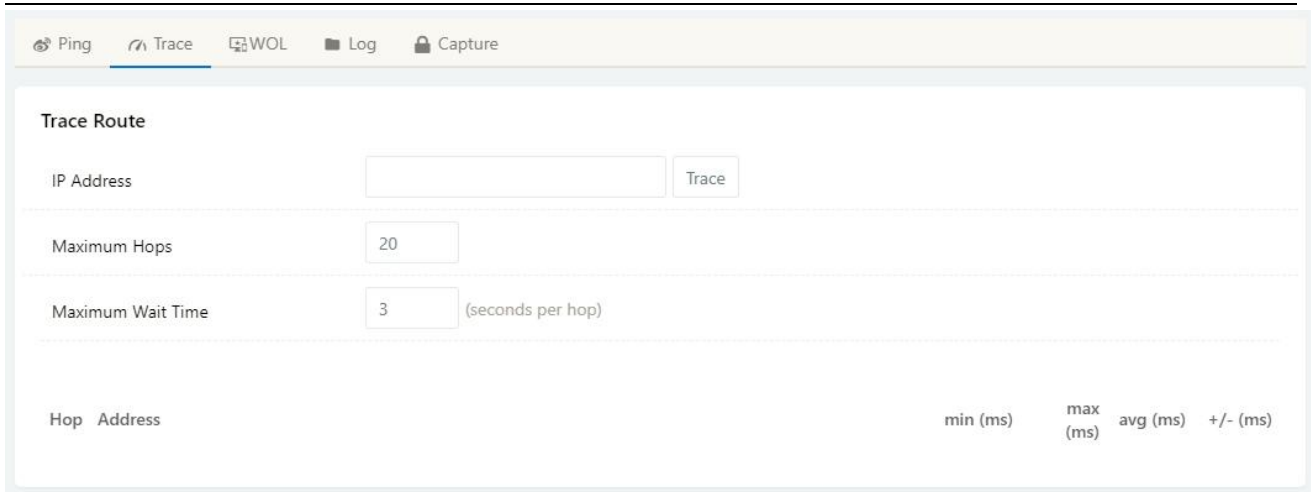 Ping Trace WOL Log Capture
Trace Route
IP Address Trace
Maximum Hops 20
Maximum Wait Time 3 (seconds per hop)
Hop Address min (ms) max (ms) avg (ms) +/- (ms)